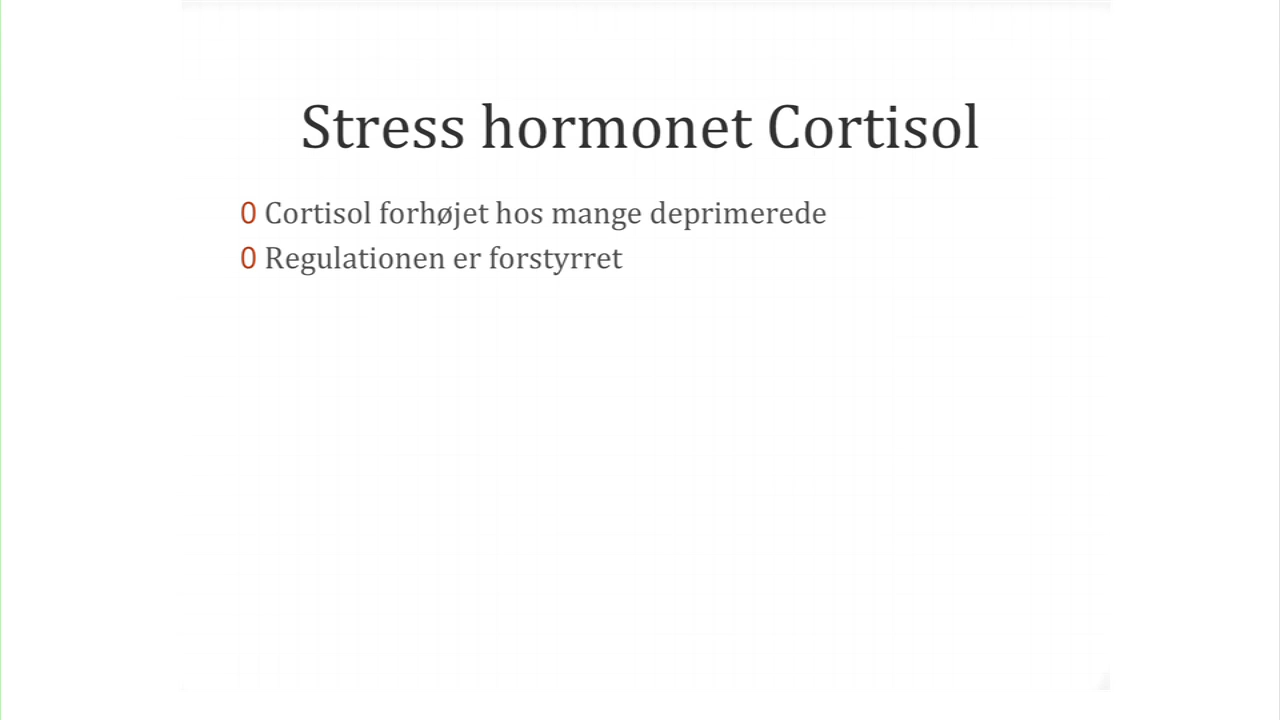 Stress hormonet Cortisol
0 Cortisol forhøjet hos mange deprimerede
0 Regulationen er forstyrret